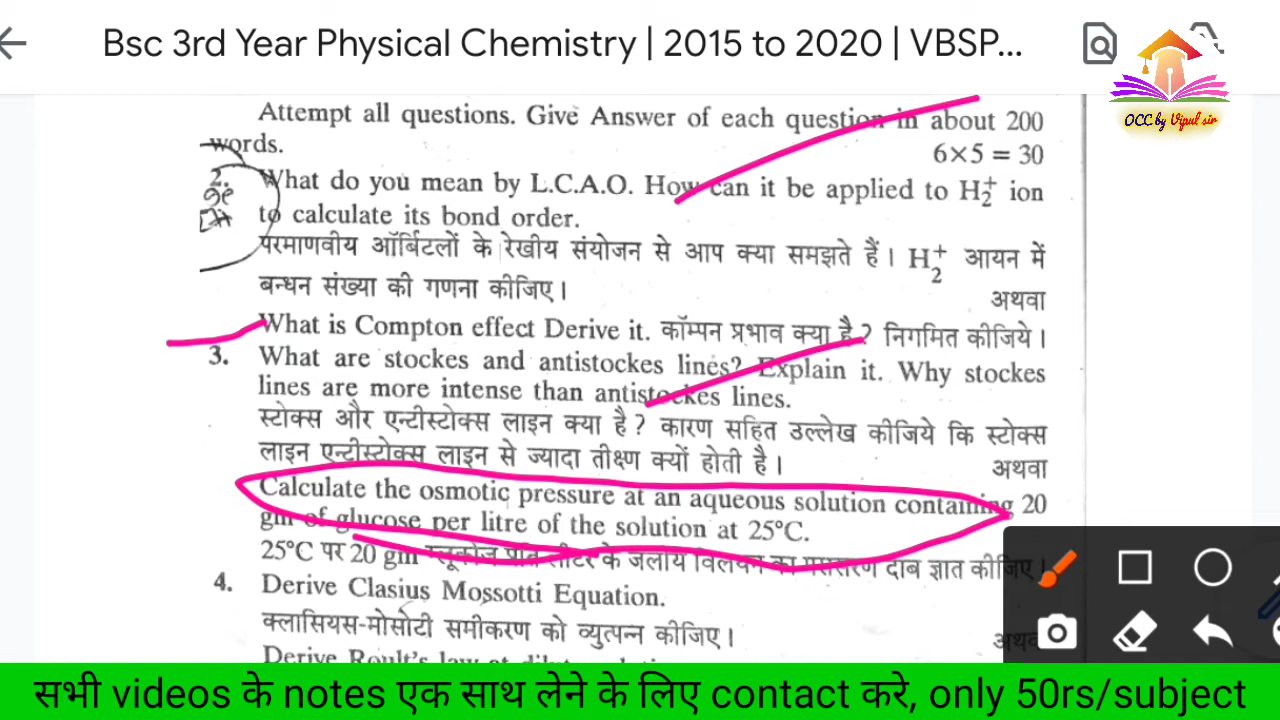 Bsc 3rd Year Physical Chemistry | 2015 to 2020 | VBSP...
OCC by Vipul sir
Attempt all questions. Give Answer of each question in about 200
words.
6×5 = 30
2. What do you mean by L.C.A.O. How can it be applied to H₂⁺ ion
to calculate its bond order.
परमाणवीय ऑर्बिटलों के रेखीय संयोजन से आप क्या समझते हैं। H₂⁺ आयन में
बन्धन संख्या की गणना कीजिए।
अथवा
What is Compton effect Derive it. कॉम्पन प्रभाव क्या है? निगमित कीजिये।
3. What are stockes and antistockes lines? Explain it. Why stockes
lines are more intense than antistockes lines.
स्टोक्स और एन्टीस्टोक्स लाइन क्या है? कारण सहित उल्लेख कीजिये कि स्टोक्स
लाइन एन्टीस्टोक्स लाइन से ज्यादा तीक्ष्ण क्यों होती है।
अथवा
Calculate the osmotic pressure at an aqueous solution containing 20
gm of glucose per litre of the solution at 25°C.
25°C पर 20 gm ग्लूकोज प्रति लीटर के जलीय विलयन का परासरण दाब ज्ञात कीजिए।
4. Derive Clasius Mossotti Equation.
क्लासियस-मोसोटी समीकरण को व्युत्पन्न कीजिए।
अथवा
Derive Roult's law
सभी videos के notes एक साथ लेने के लिए contact करे, only 50rs/subject